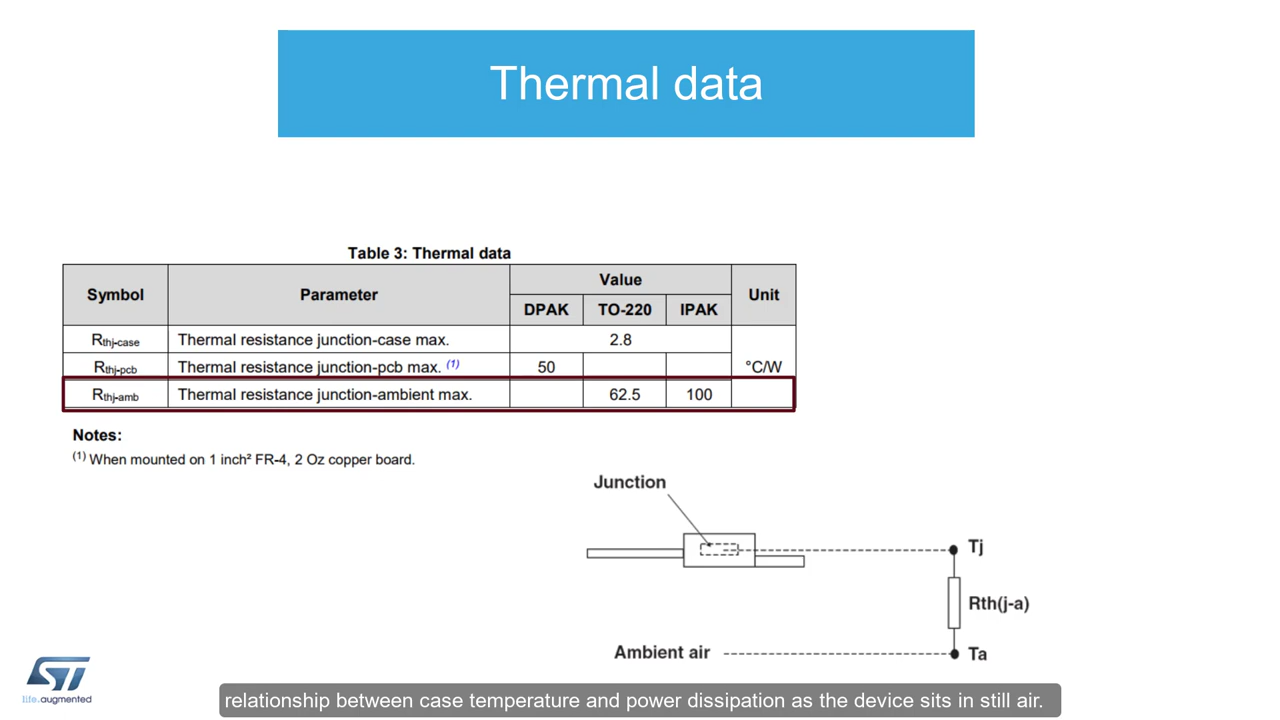 Thermal data
Table 3: Thermal data
Symbol Parameter Value Unit
DPAK TO-220 IPAK
Rthj-case Thermal resistance junction-case max. 2.8
Rthj-pcb Thermal resistance junction-pcb max. (1) 50 °C/W
Rthj-amb Thermal resistance junction-ambient max. 62.5 100
Notes:
(1) When mounted on 1 inch² FR-4, 2 Oz copper board.
Junction
Tj
Rth(j-a)
Ambient air Ta
ST
life.augmented
relationship between case temperature and power dissipation as the device sits in still air.